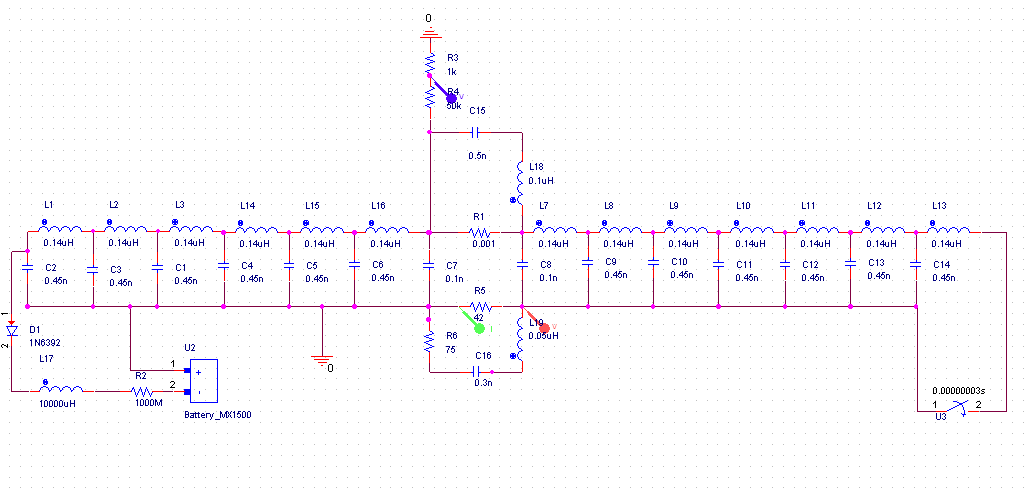 0
R3
1k
R4
50k
C15
0.5n
L18
0.1uH
L1 L2 L3 L14 L15 L16 R1 L7 L8 L9 L10 L11 L12 L13
0.14uH 0.14uH 0.14uH 0.14uH 0.14uH 0.14uH 0.001 0.14uH 0.14uH 0.14uH 0.14uH 0.14uH 0.14uH 0.14uH
C2 C3 C1 C4 C5 C6 C7 C8 C9 C10 C11 C12 C13 C14
0.45n 0.45n 0.45n 0.45n 0.45n 0.45n 0.1n 0.1n 0.45n 0.45n 0.45n 0.45n 0.45n 0.45n
R5
42
1
D1
1N6392
2
L17
10000uH
R2
1000M
U2
1
+
2
-
Battery_MX1500
0
R6
75
L19
0.05uH
C16
0.3n
I
V
V
0.00000003s
1 2
U3